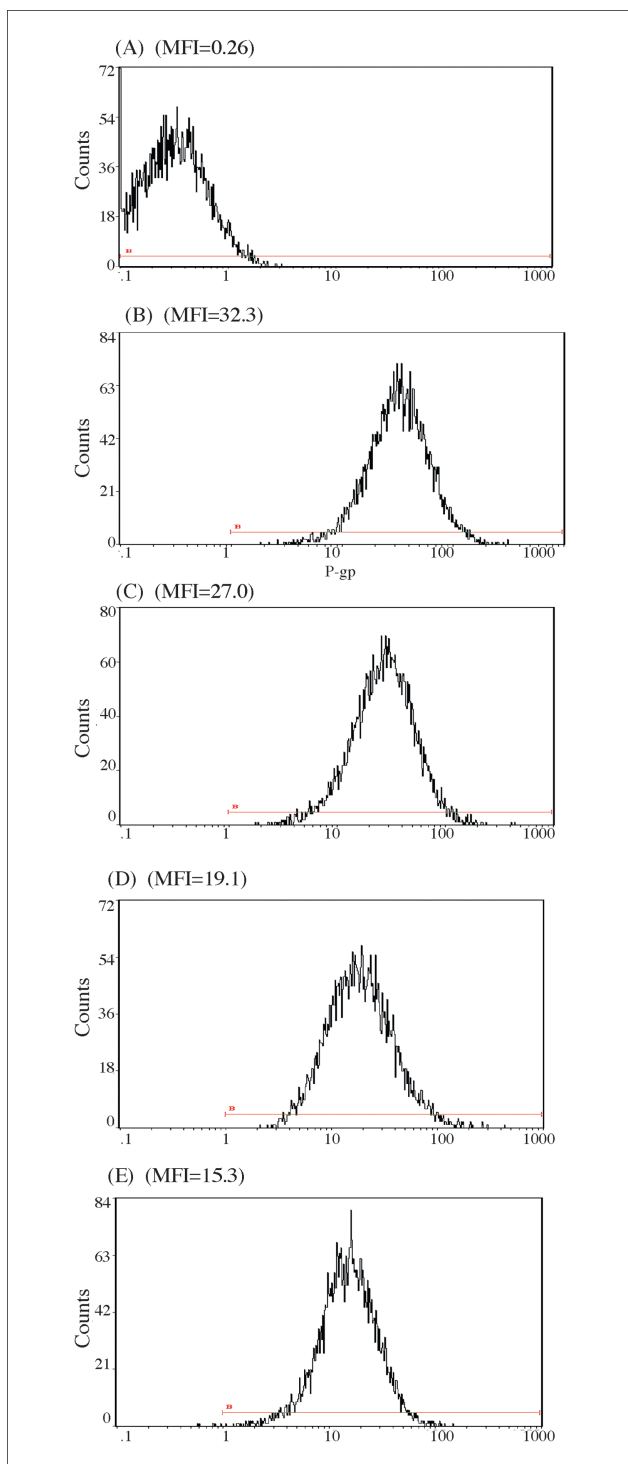 (A) (MFI=0.26)
72
54
36
18
0
Counts
B
.1 1 10 100 1000
(B) (MFI=32.3)
84
63
42
21
0
Counts
B
.1 1 10 100 1000
P-gp
(C) (MFI=27.0)
80
60
40
20
0
Counts
B
.1 1 10 100 1000
(D) (MFI=19.1)
72
54
36
18
0
Counts
B
.1 1 10 100 1000
(E) (MFI=15.3)
84
63
42
21
0
Counts
B
.1 1 10 100 1000